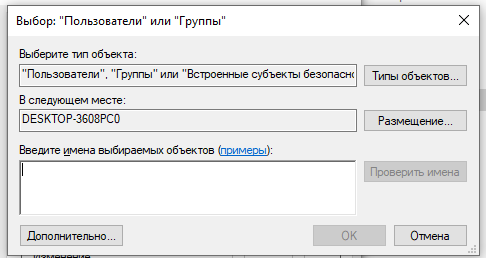 Выбор: "Пользователи" или "Группы"
Выберите тип объекта:
"Пользователи", "Группы" или "Встроенные субъекты безопасно
Типы объектов...
В следующем месте:
DESKTOP-3608PC0
Размещение...
Введите имена выбираемых объектов (примеры):
Проверить имена
Дополнительно...
OK
Отмена
Изменение